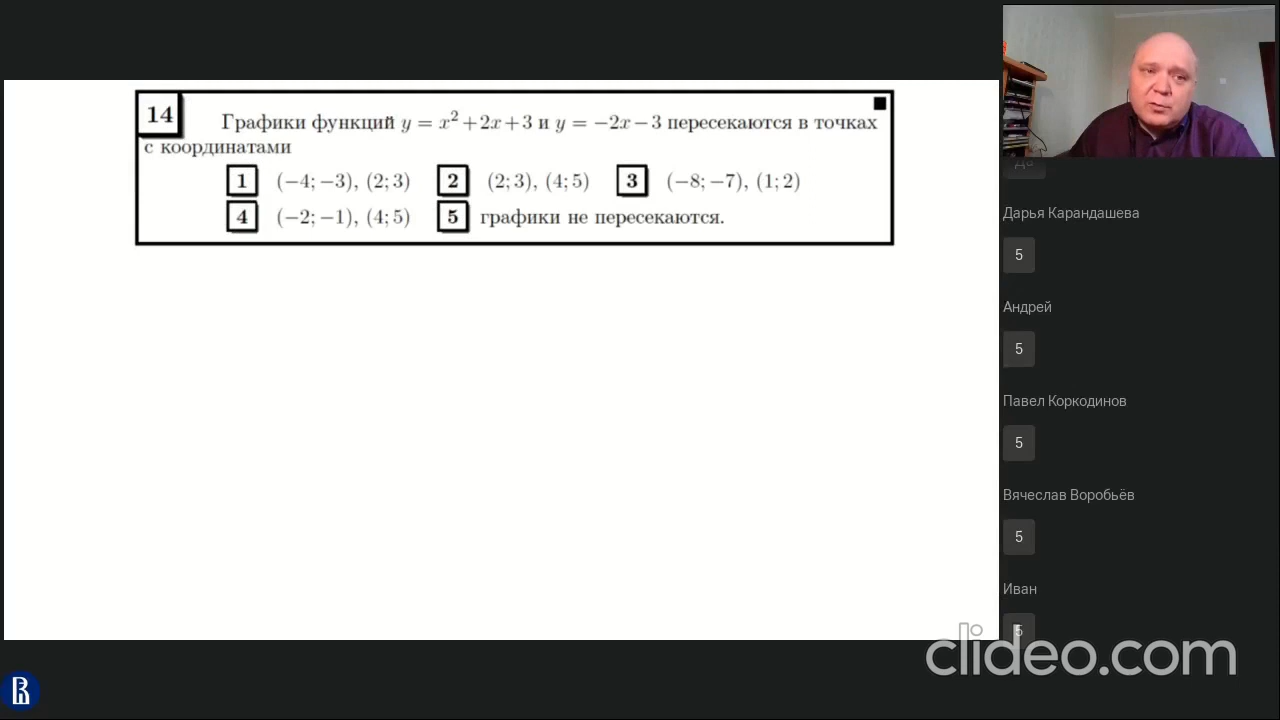 14
Графики функций y = x² + 2x + 3 и y = −2x − 3 пересекаются в точках
с координатами
1 (−4; −3), (2; 3) 2 (2; 3), (4; 5) 3 (−8; −7), (1; 2)
4 (−2; −1), (4; 5) 5 графики не пересекаются.
Да
Дарья Карандашева
5
Андрей
5
Павел Коркодинов
5
Вячеслав Воробьёв
5
Иван
5
clideo.com